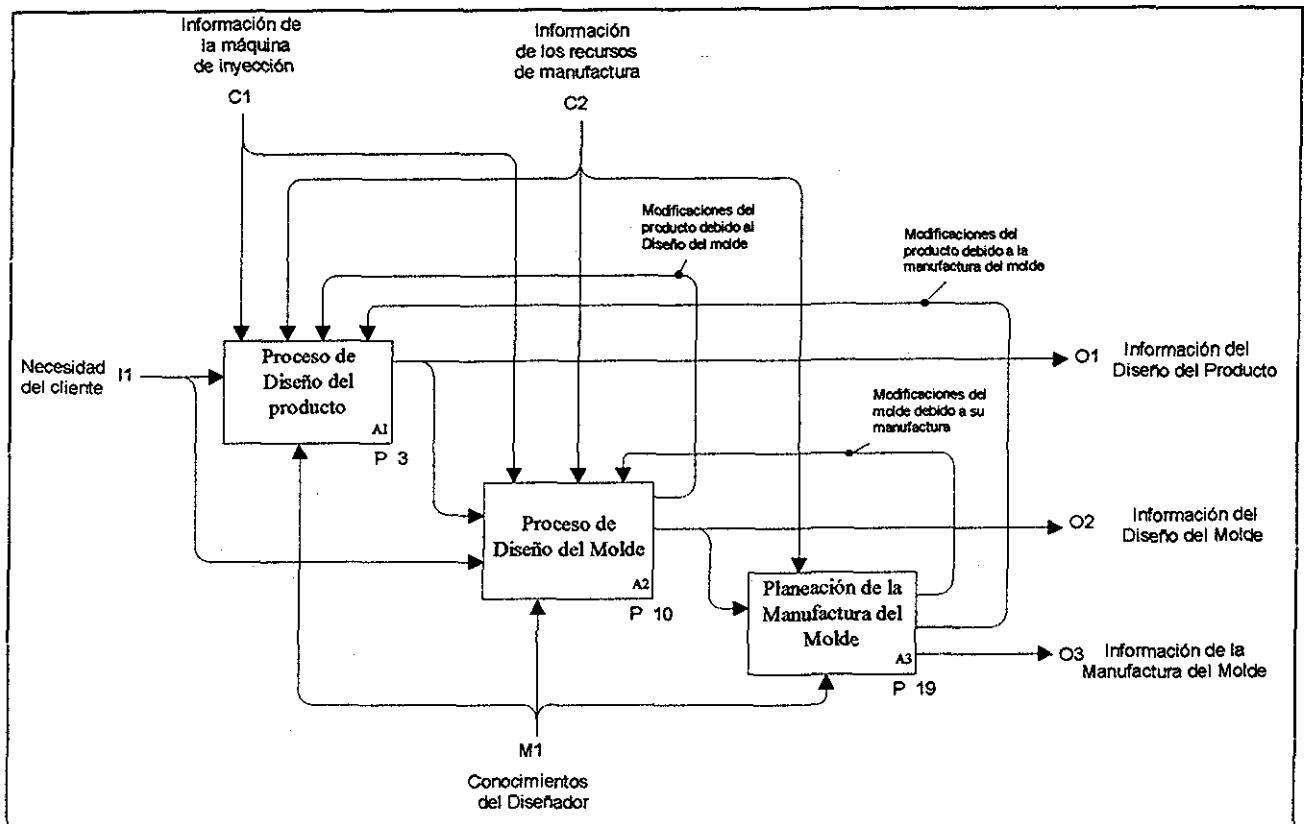 Información de
la máquina
de inyección
C1
Información
de los recursos
de manufactura
C2
Modificaciones del
producto debido al
Diseño del molde
Modificaciones del
producto debido a la
manufactura del molde
Necesidad
del cliente
I1
Proceso de
Diseño del
producto
A1
P 3
O1
Información del
Diseño del Producto
Modificaciones del
molde debido a su
manufactura
Proceso de
Diseño del Molde
A2
P 10
O2
Información del
Diseño del Molde
Planeación de la
Manufactura del
Molde
A3
P 19
O3
Información de la
Manufactura del Molde
M1
Conocimientos
del Diseñador